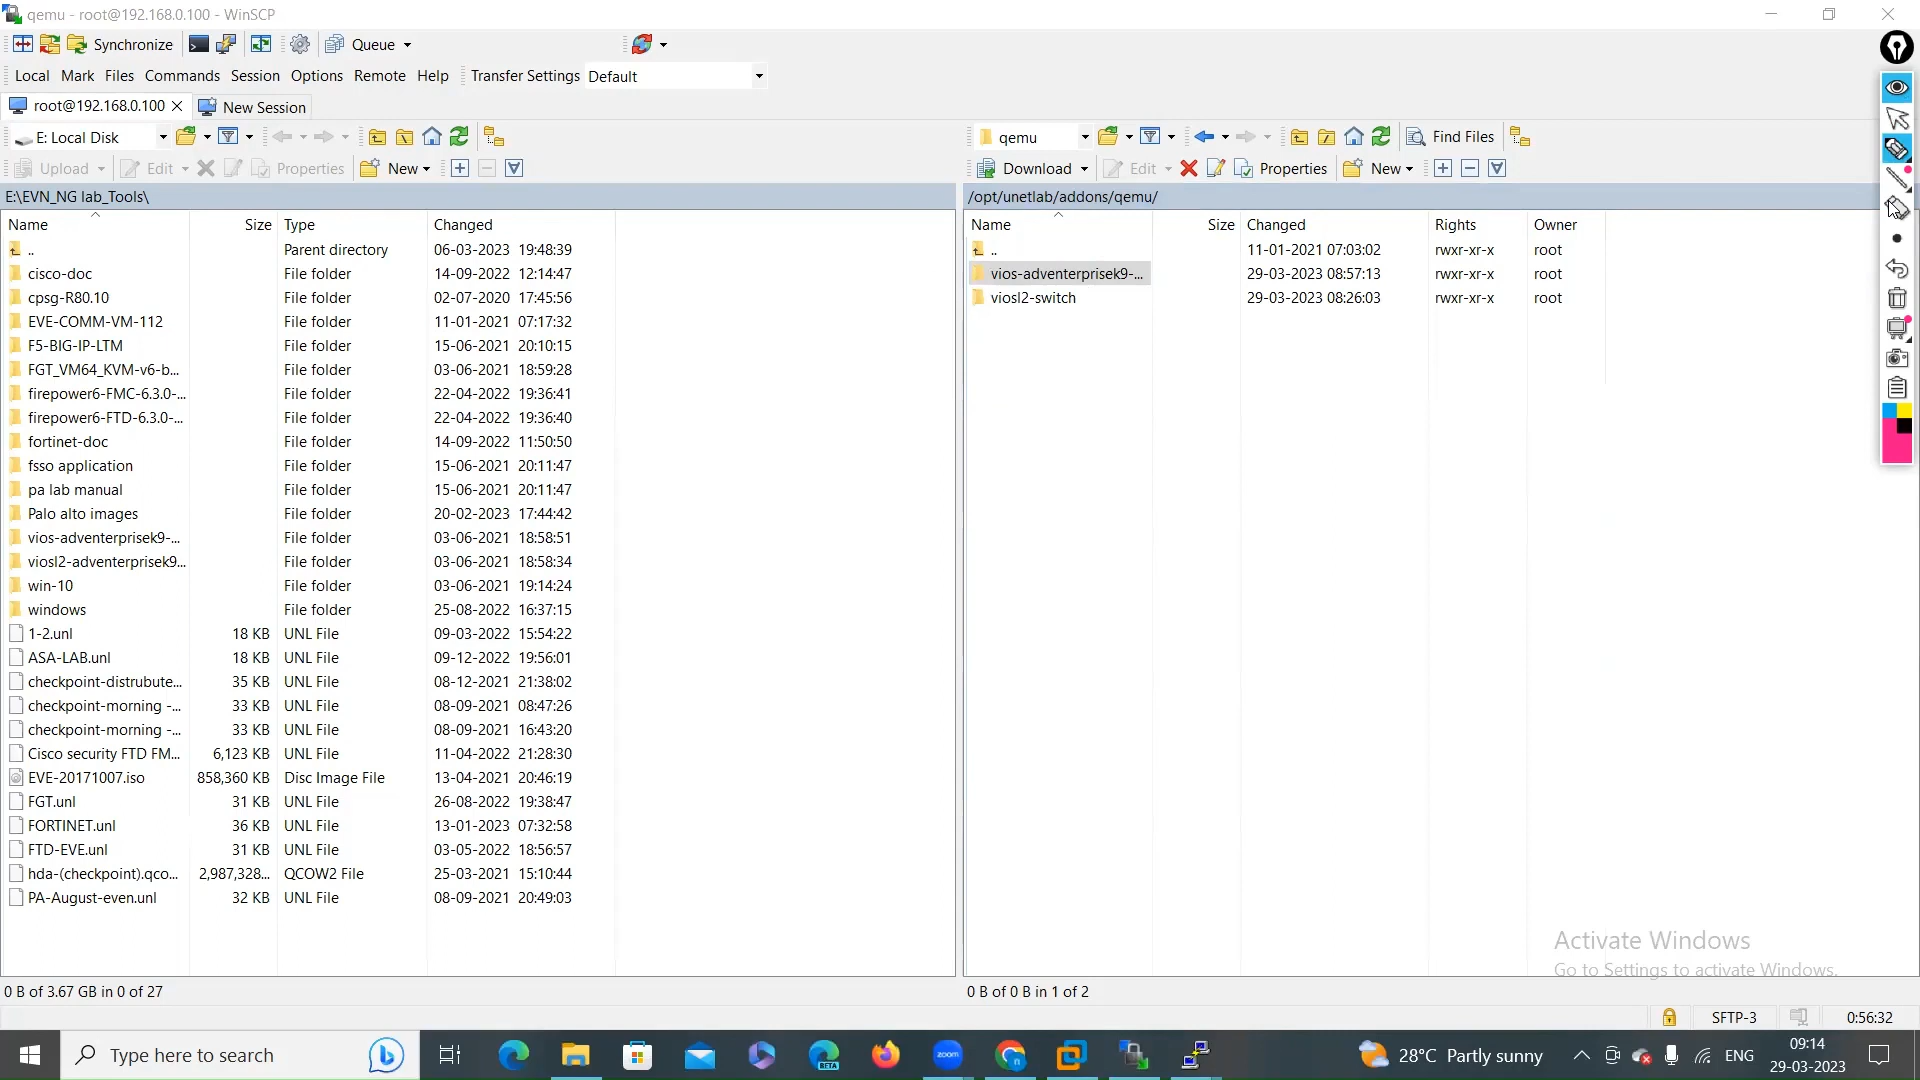 qemu - root@192.168.0.100 - WinSCP
Synchronize Queue
Local Mark Files Commands Session Options Remote Help Transfer Settings Default
root@192.168.0.100 New Session
E: Local Disk
Upload Edit Properties New
E:\EVN_NG lab_Tools\
Name Size Type Changed
.. Parent directory 06-03-2023 19:48:39
cisco-doc File folder 14-09-2022 12:14:47
cpsg-R80.10 File folder 02-07-2020 17:45:56
EVE-COMM-VM-112 File folder 11-01-2021 07:17:32
F5-BIG-IP-LTM File folder 15-06-2021 20:10:15
FGT_VM64_KVM-v6-b... File folder 03-06-2021 18:59:28
firepower6-FMC-6.3.0-... File folder 22-04-2022 19:36:41
firepower6-FTD-6.3.0-... File folder 22-04-2022 19:36:40
fortinet-doc File folder 14-09-2022 11:50:50
fsso application File folder 15-06-2021 20:11:47
pa lab manual File folder 15-06-2021 20:11:47
Palo alto images File folder 20-02-2023 17:44:42
vios-adventerprisek9-... File folder 03-06-2021 18:58:51
viosl2-adventerprisek9... File folder 03-06-2021 18:58:34
win-10 File folder 03-06-2021 19:14:24
windows File folder 25-08-2022 16:37:15
1-2.unl 18 KB UNL File 09-03-2022 15:54:22
ASA-LAB.unl 18 KB UNL File 09-12-2022 19:56:01
checkpoint-distrubute... 35 KB UNL File 08-12-2021 21:38:02
checkpoint-morning -... 33 KB UNL File 08-09-2021 08:47:26
checkpoint-morning -... 33 KB UNL File 08-09-2021 16:43:20
Cisco security FTD FM... 6,123 KB UNL File 11-04-2022 21:28:30
EVE-20171007.iso 858,360 KB Disc Image File 13-04-2021 20:46:19
FGT.unl 31 KB UNL File 26-08-2022 19:38:47
FORTINET.unl 36 KB UNL File 13-01-2023 07:32:58
FTD-EVE.unl 31 KB UNL File 03-05-2022 18:56:57
hda-(checkpoint).qco... 2,987,328... QCOW2 File 25-03-2021 15:10:44
PA-August-even.unl 32 KB UNL File 08-09-2021 20:49:03
0 B of 3.67 GB in 0 of 27
qemu Find Files
Download Edit Properties New
/opt/unetlab/addons/qemu/
Name Size Changed Rights Owner
.. 11-01-2021 07:03:02 rwxr-xr-x root
vios-adventerprisek9-... 29-03-2023 08:57:13 rwxr-xr-x root
viosl2-switch 29-03-2023 08:26:03 rwxr-xr-x root
Activate Windows
Go to Settings to activate Windows.
0 B of 0 B in 1 of 2
SFTP-3 0:56:32
Type here to search
BETA
zoom
28°C Partly sunny
ENG
09:14
29-03-2023